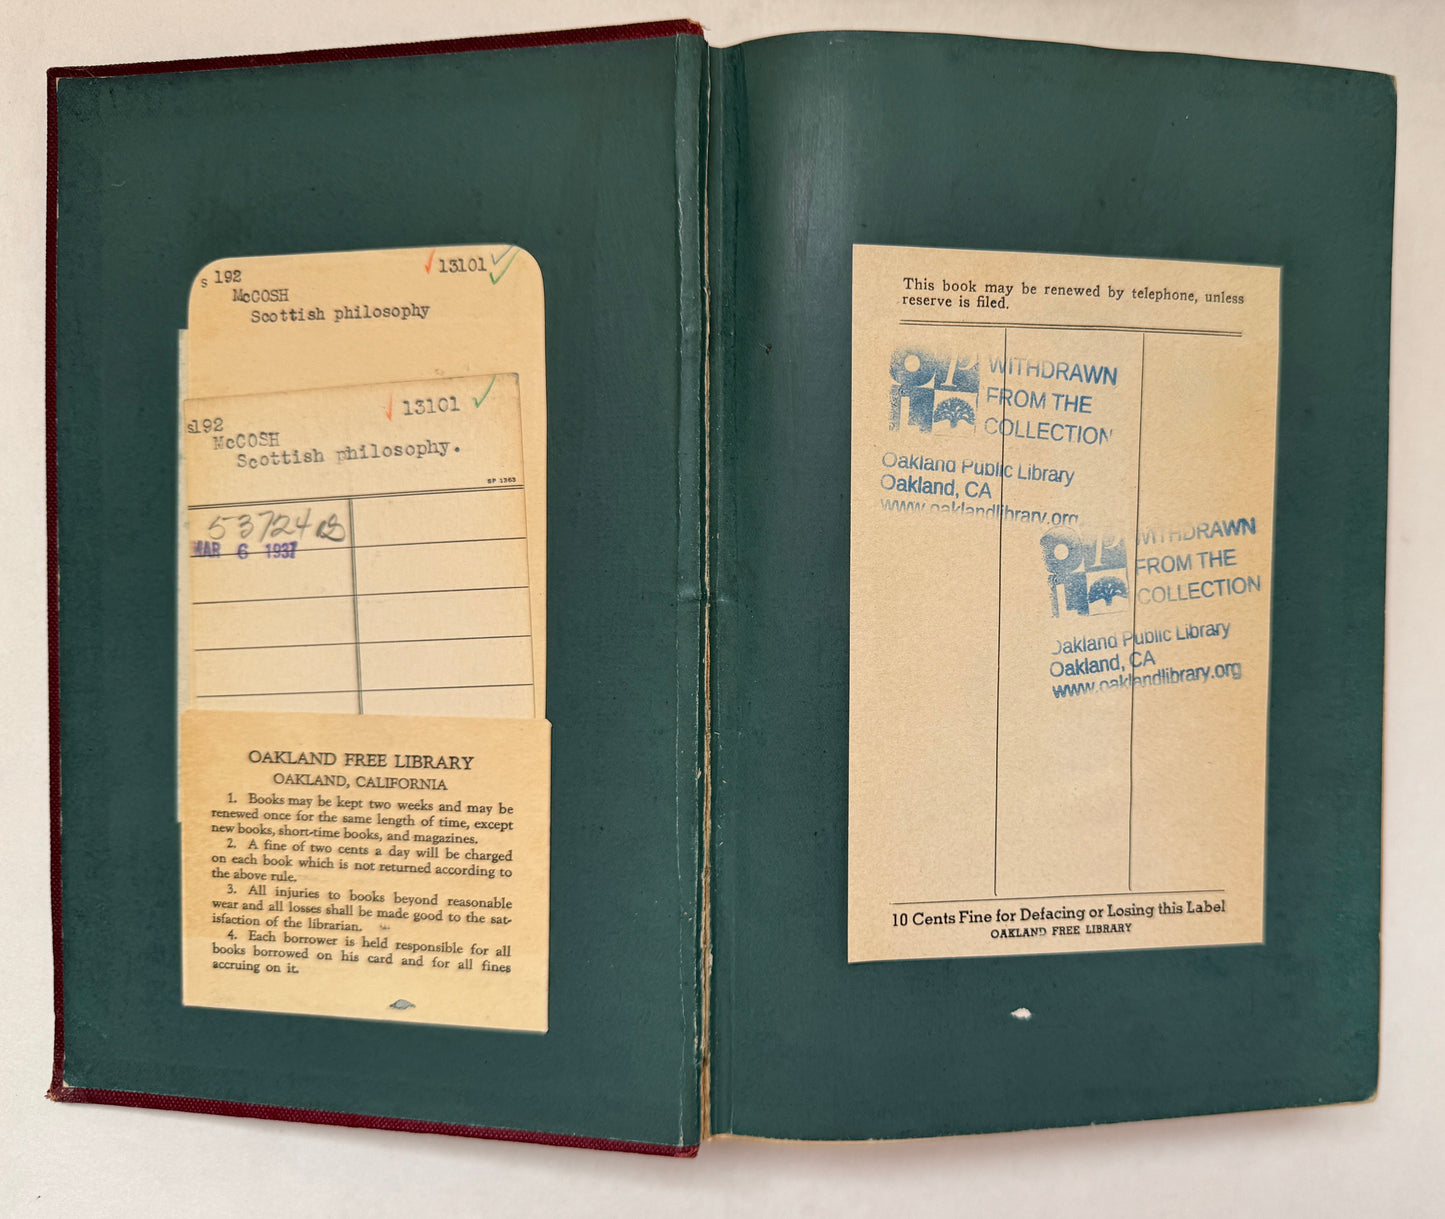 13101
s 192
McCOSH
Scottish philosophy
13101
s192
McCOSH
Scottish philosophy.
SP 1363
53724
MAR 6 1937
OAKLAND FREE LIBRARY
OAKLAND, CALIFORNIA
1. Books may be kept two weeks and may be
renewed once for the same length of time, except
new books, short-time books, and magazines.
2. A fine of two cents a day will be charged
on each book which is not returned according to
the above rule.
3. All injuries to books beyond reasonable
wear and all losses shall be made good to the sat-
isfaction of the librarian.
4. Each borrower is held responsible for all
books borrowed on his card and for all fines
accruing on it.
This book may be renewed by telephone, unless
reserve is filed.
OPL
WITHDRAWN
FROM THE
COLLECTION
Oakland Public Library
Oakland, CA
www.oaklandlibrary.org
OPL
WITHDRAWN
FROM THE
COLLECTION
Oakland Public Library
Oakland, CA
www.oaklandlibrary.org
10 Cents Fine for Defacing or Losing this Label
OAKLAND FREE LIBRARY